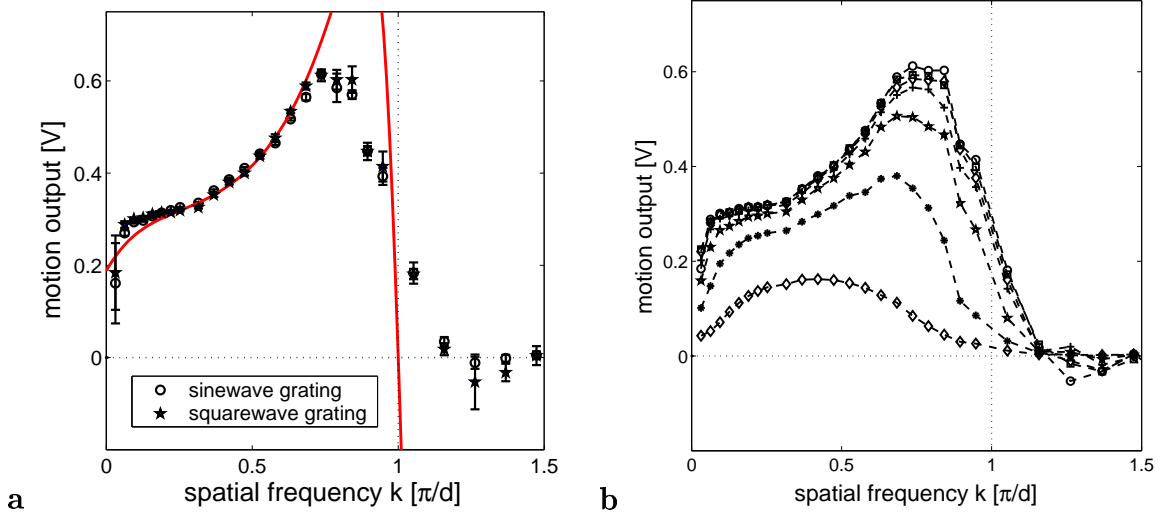 0.6
0.4
0.2
0
motion output [V]
sinewave grating
squarewave grating
0 0.5 1 1.5
spatial frequency k [π/d]
a
0.6
0.4
0.2
0
motion output [V]
0 0.5 1 1.5
spatial frequency k [π/d]
b